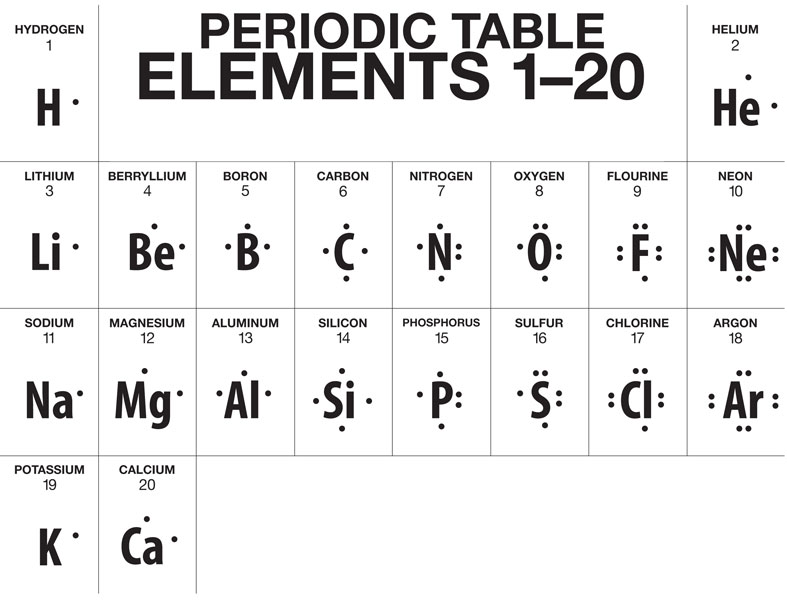 PERIODIC TABLE
ELEMENTS 1–20
HYDROGEN
1
H
HELIUM
2
He
LITHIUM
3
Li
BERRYLLIUM
4
Be
BORON
5
B
CARBON
6
C
NITROGEN
7
N
OXYGEN
8
O
FLOURINE
9
F
NEON
10
Ne
SODIUM
11
Na
MAGNESIUM
12
Mg
ALUMINUM
13
Al
SILICON
14
Si
PHOSPHORUS
15
P
SULFUR
16
S
CHLORINE
17
Cl
ARGON
18
Ar
POTASSIUM
19
K
CALCIUM
20
Ca